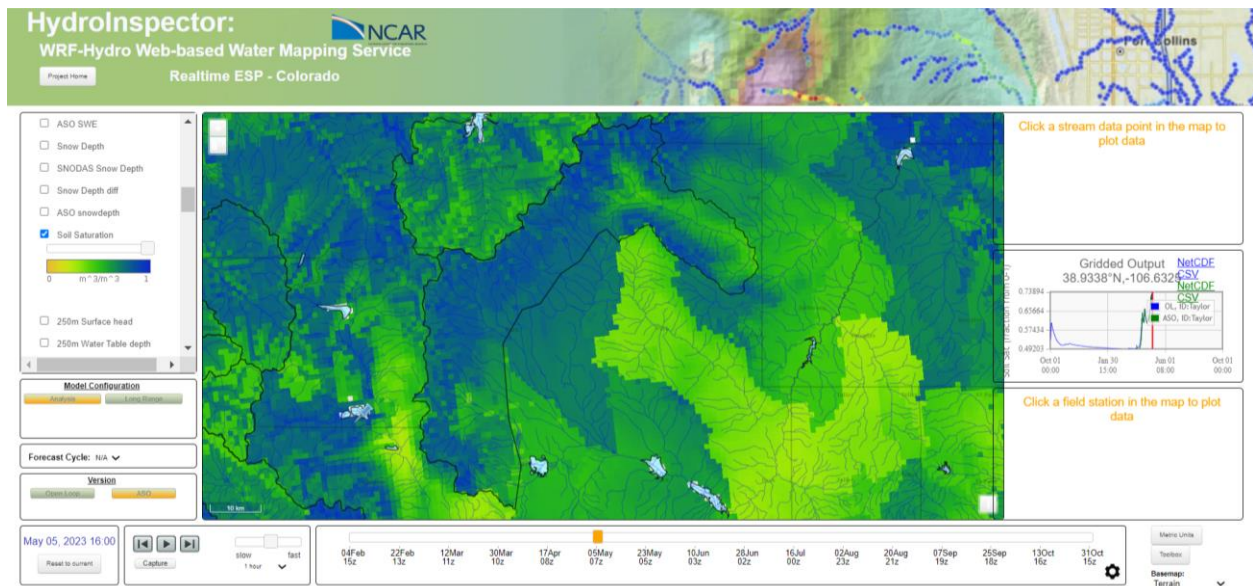 HydroInspector:
NCAR
WRF-Hydro Web-based Water Mapping Service
Project Home
Realtime ESP - Colorado
Fort Collins
ASO SWE
Snow Depth
SNODAS Snow Depth
Snow Depth diff
ASO snowdepth
Soil Saturation
0 m^3/m^3 1
250m Surface head
250m Water Table depth
Model Configuration
Analysis Long Range
Forecast Cycle: N/A
Version
Open Loop ASO
10 km
Click a stream data point in the map to
plot data
Gridded Output
38.9338°N,-106.6325
NetCDF
CSV
NetCDF
CSV
0.73894
0.65664
0.57434
0.49203
OL, ID:Taylor
ASO, ID:Taylor
Oct 01 Jan 30 Jun 01 Oct 01
00:00 15:00 08:00 00:00
Click a field station in the map to plot
data
May 05, 2023 16:00
Reset to current
Capture
slow fast
1 hour
04Feb 22Feb 12Mar 30Mar 17Apr 05May 23May 10Jun 28Jun 16Jul 02Aug 20Aug 07Sep 25Sep 13Oct 31Oct
15z 13z 11z 10z 08z 07z 05z 03z 02z 00z 23z 21z 19z 18z 16z 15z
Metric Units
Toolbox
Basemap:
Terrain